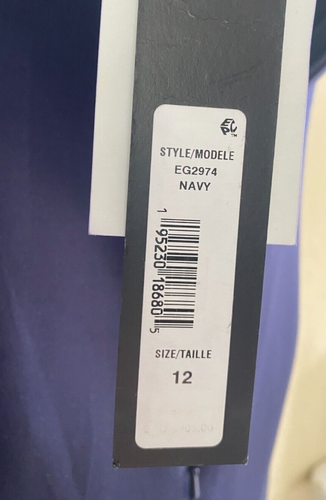 STYLE/MODELE
EG2974
NAVY
1 95230 18680 5
SIZE/TAILLE
12